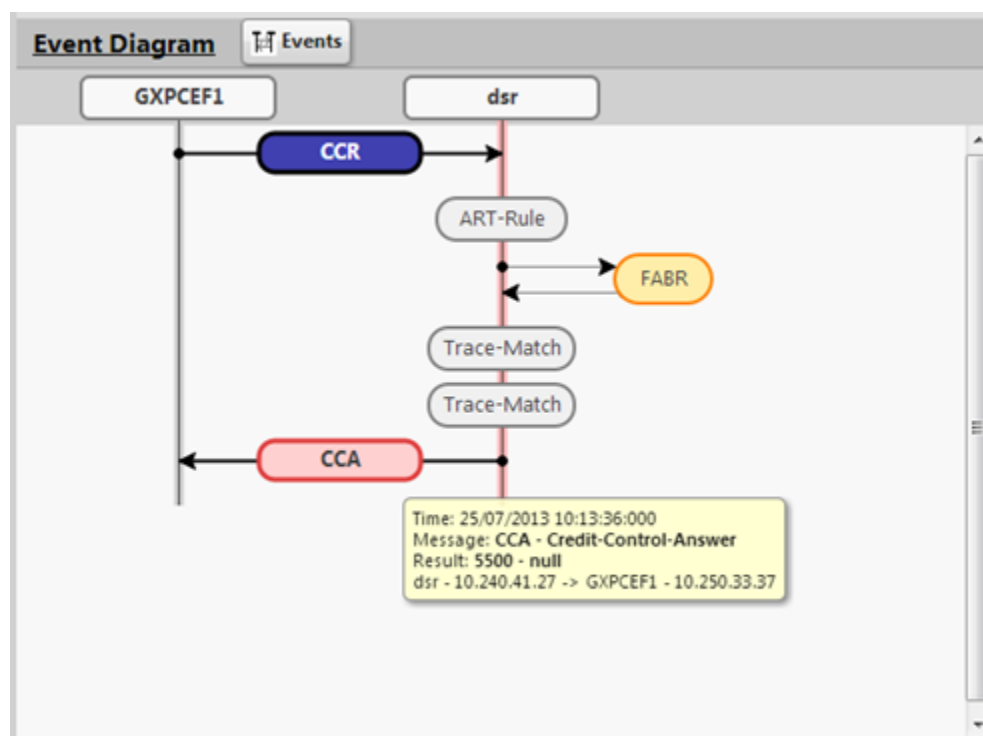 Event Diagram
Events
GXPCEF1
dsr
CCR
ART-Rule
FABR
Trace-Match
Trace-Match
CCA
Time: 25/07/2013 10:13:36:000
Message: CCA - Credit-Control-Answer
Result: 5500 - null
dsr - 10.240.41.27 -> GXPCEF1 - 10.250.33.37